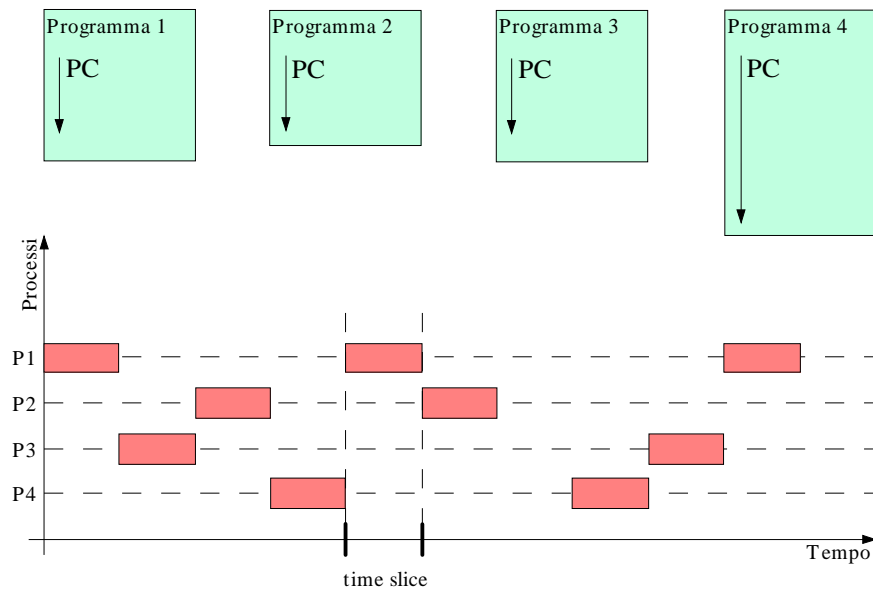 Programma 1
PC
Programma 2
PC
Programma 3
PC
Programma 4
PC
Processi
P1
P2
P3
P4
Tempo
time slice